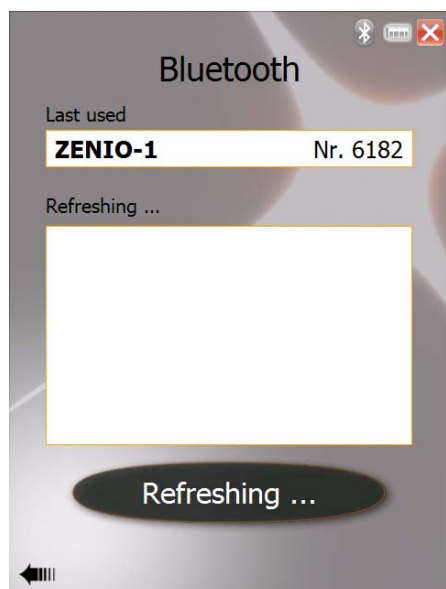 Bluetooth
Last used
ZENIO-1 Nr. 6182
Refreshing ...
Refreshing ...